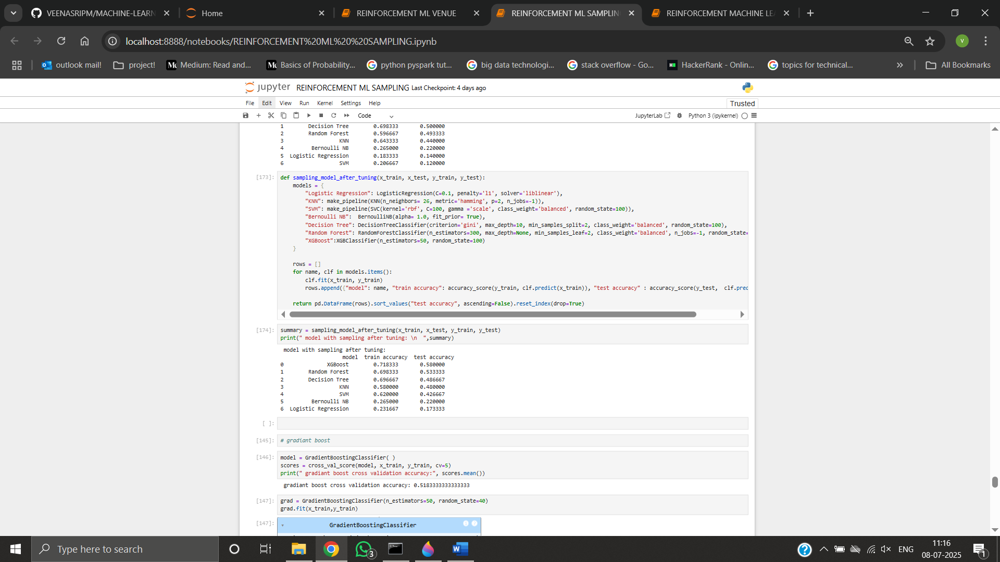 VEENASRIPM/MACHINE-LEARN
Home
REINFORCEMENT ML VENUE
REINFORCEMENT ML SAMPLIN
REINFORCEMENT MACHINE LE
localhost:8888/notebooks/REINFORCEMENT%20ML%20%20SAMPLING.ipynb
V
outlook mail!
project!
Medium: Read and...
Basics of Probability...
python pyspark tut...
big data technologi...
stack overflow - Go...
HackerRank - Onlin...
topics for technical...
All Bookmarks
jupyter REINFORCEMENT ML SAMPLING Last Checkpoint: 4 days ago
File Edit View Run Kernel Settings Help
Trusted
Code
JupyterLab
Python 3 (ipykernel)
1 Decision Tree 0.698333 0.500000
2 Random Forest 0.596667 0.493333
3 KNN 0.643333 0.440000
4 Bernoulli NB 0.265000 0.220000
5 Logistic Regression 0.183333 0.140000
6 SVM 0.206667 0.120000
[173]: def sampling_model_after_tuning(x_train, x_test, y_train, y_test):
models = {
"Logistic Regression": LogisticRegression(C=0.1, penalty='l1', solver='liblinear'),
"KNN": make_pipeline(KNN(n_neighbors= 26, metric='hamming', p=2, n_jobs=-1)),
"SVM": make_pipeline(SVC(kernel='rbf', C=100, gamma ='scale', class_weight='balanced', random_state=100)),
"Bernoulli NB":  BernoulliNB(alpha= 1.0, fit_prior= True),
"Decision Tree": DecisionTreeClassifier(criterion='gini', max_depth=10, min_samples_split=2, class_weight='balanced', random_state=100),
"Random Forest": RandomForestClassifier(n_estimators=300, max_depth=None, min_samples_leaf=2, class_weight='balanced', n_jobs=-1, random_state=
"XGBoost":XGBClassifier(n_estimators=50, random_state=100)
}
rows = []
for name, clf in models.items():
clf.fit(x_train, y_train)
rows.append({"model": name, "train accuracy": accuracy_score(y_train, clf.predict(x_train)), "test accuracy" : accuracy_score(y_test,  clf.prec
return pd.DataFrame(rows).sort_values("test accuracy", ascending=False).reset_index(drop=True)
[174]: summary = sampling_model_after_tuning(x_train, x_test, y_train, y_test)
print(" model with sampling after tuning: \n  ",summary)
model with sampling after tuning:
model train accuracy test accuracy
0 XGBoost 0.718333 0.580000
1 Random Forest 0.698333 0.533333
2 Decision Tree 0.696667 0.486667
3 KNN 0.580000 0.480000
4 SVM 0.620000 0.426667
5 Bernoulli NB 0.265000 0.220000
6 Logistic Regression 0.231667 0.173333
[ ]:
[145]: # gradiant boost
[146]: model = GradientBoostingClassifier( )
scores = cross_val_score(model, x_train, y_train, cv=5)
print(" gradiant boost cross validation accuracy:", scores.mean())
gradiant boost cross validation accuracy: 0.5183333333333333
[147]: grad = GradientBoostingClassifier(n_estimators=50, random_state=40)
grad.fit(x_train,y_train)
[147]: GradientBoostingClassifier
Type here to search
3
ENG
11:16
08-07-2025
1